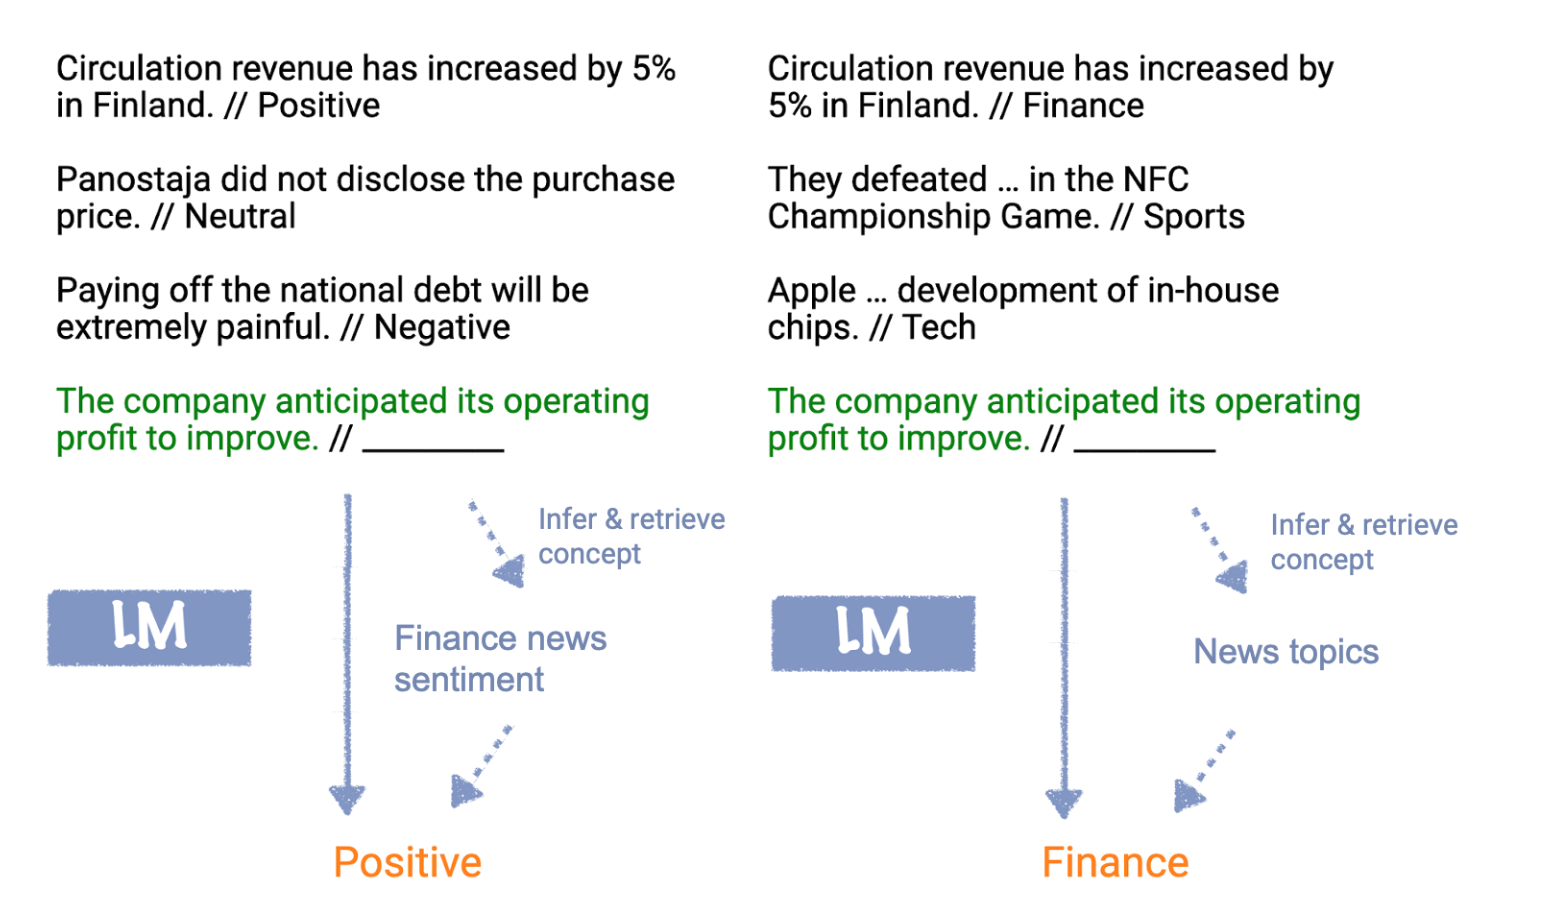 Circulation revenue has increased by 5%
in Finland. // Positive
Panostaja did not disclose the purchase
price. // Neutral
Paying off the national debt will be
extremely painful. // Negative
The company anticipated its operating
profit to improve. // __________
Infer & retrieve
concept
LM
Finance news
sentiment
Positive
Circulation revenue has increased by
5% in Finland. // Finance
They defeated … in the NFC
Championship Game. // Sports
Apple … development of in-house
chips. // Tech
The company anticipated its operating
profit to improve. // __________
Infer & retrieve
concept
LM
News topics
Finance